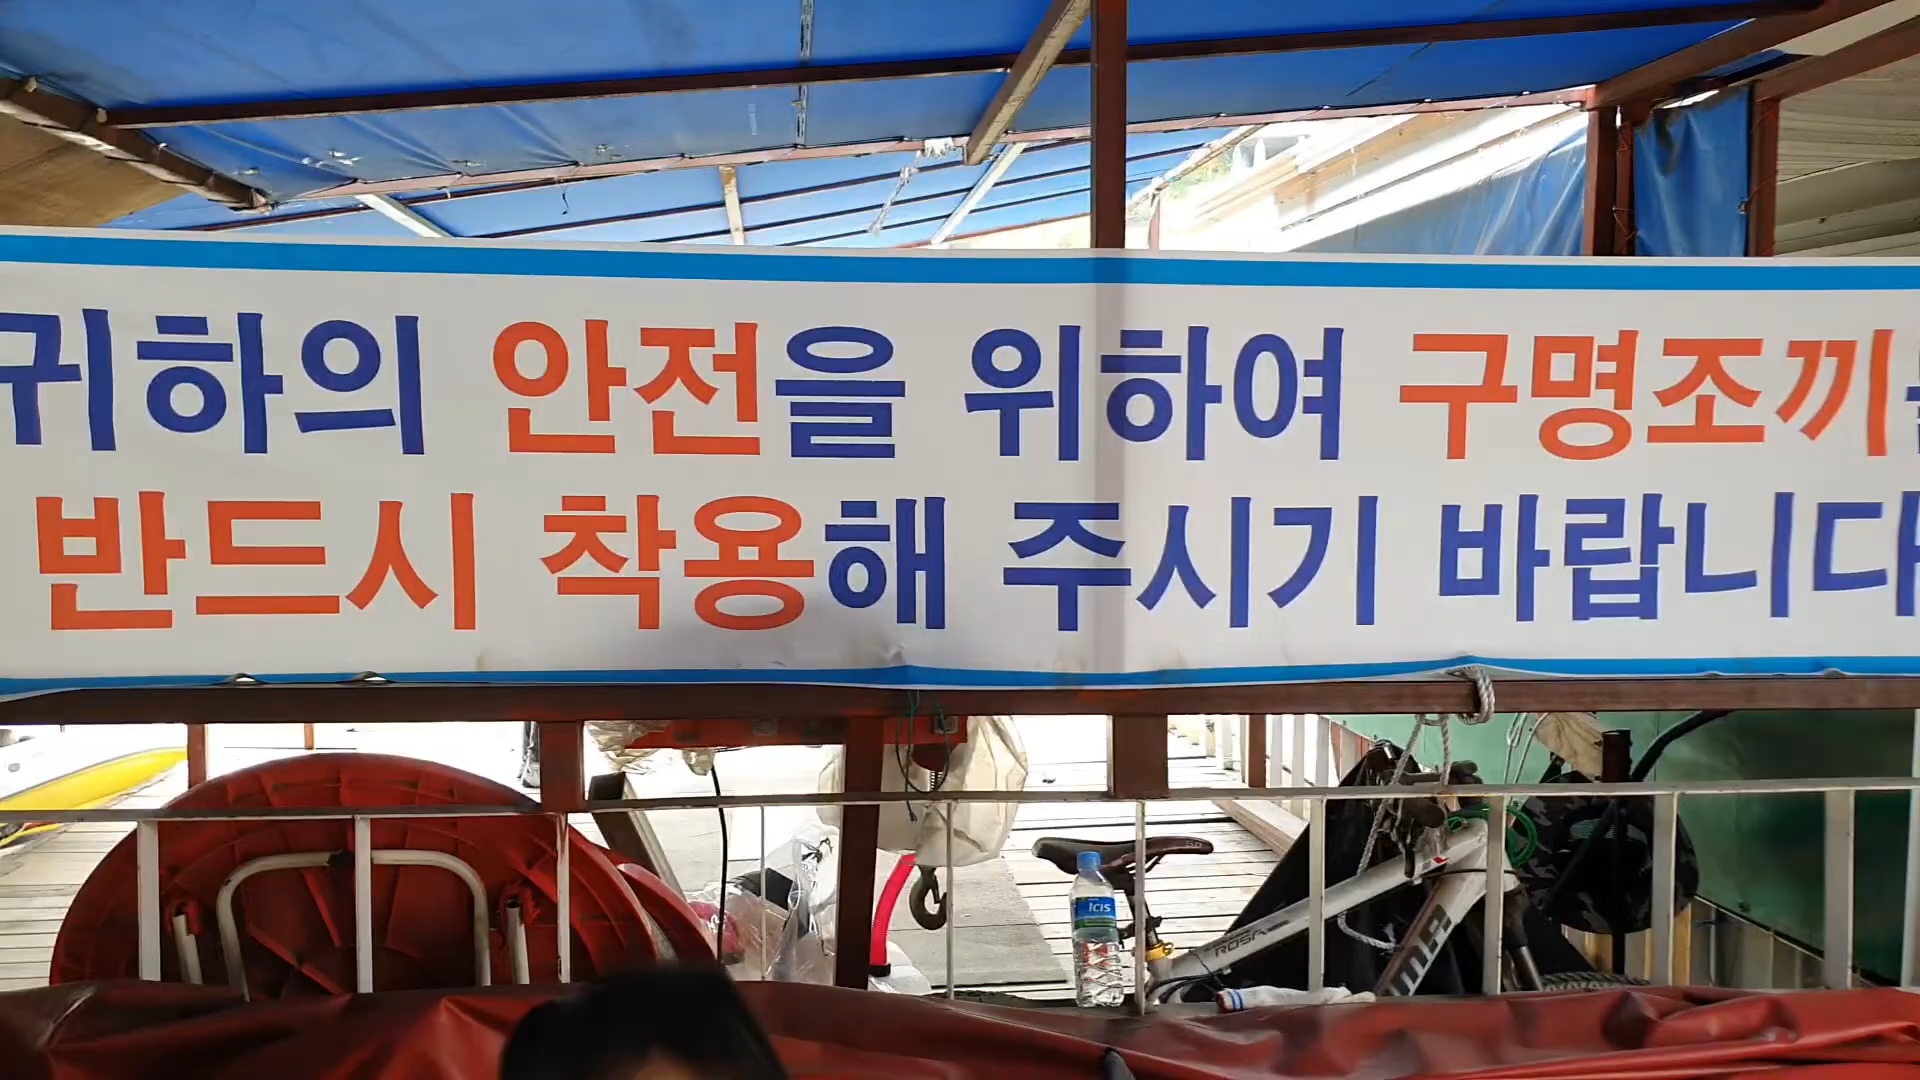 귀하의 안전을 위하여 구명조끼를
반드시 착용해 주시기 바랍니다
icis
ROSA